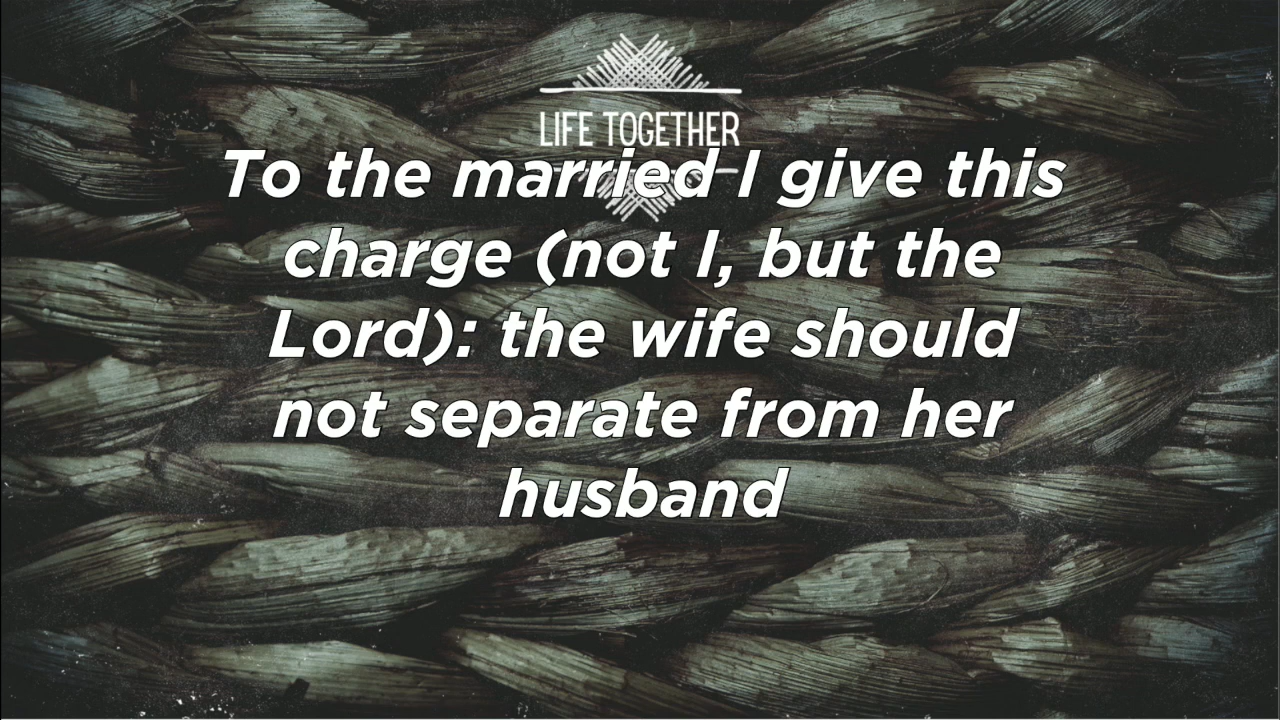 LIFE TOGETHER
To the married I give this
charge (not I, but the
Lord): the wife should
not separate from her
husband